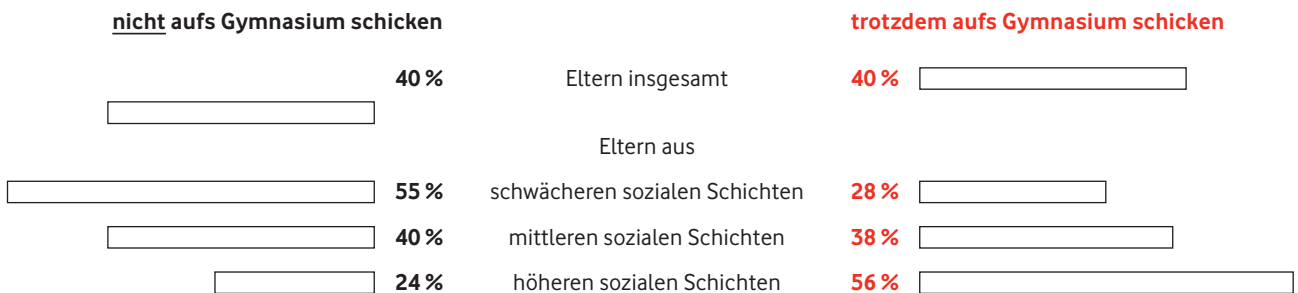 nicht aufs Gymnasium schicken trotzdem aufs Gymnasium schicken
40 % Eltern insgesamt 40 %
Eltern aus
55 % schwächeren sozialen Schichten 28 %
40 % mittleren sozialen Schichten 38 %
24 % höheren sozialen Schichten 56 %